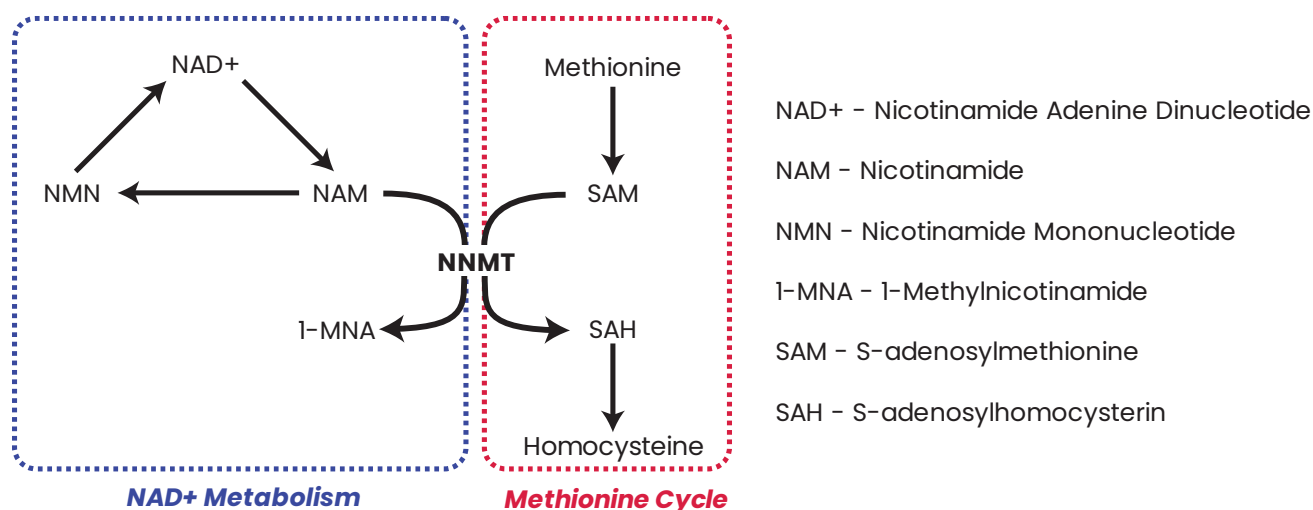 NAD+
NMN
NAM
1-MNA
NNMT
Methionine
SAM
SAH
Homocysteine
NAD+ Metabolism
Methionine Cycle
NAD+ - Nicotinamide Adenine Dinucleotide
NAM - Nicotinamide
NMN - Nicotinamide Mononucleotide
1-MNA - 1-Methylnicotinamide
SAM - S-adenosylmethionine
SAH - S-adenosylhomocysterin